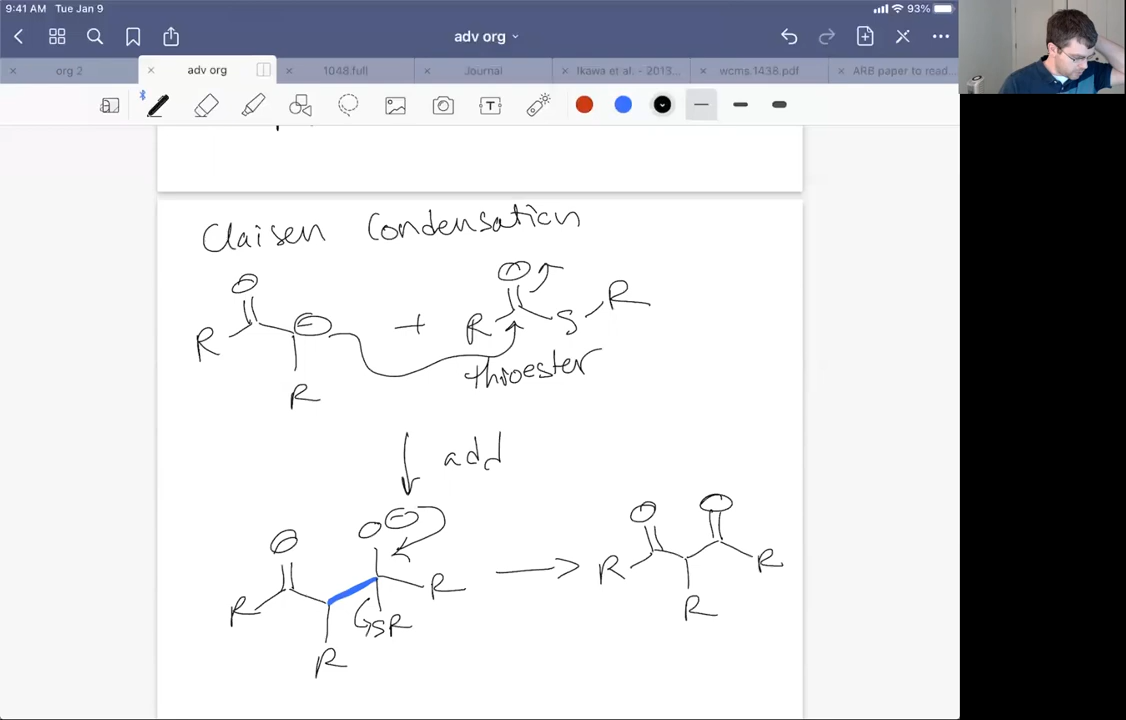 9:41 AM Tue Jan 9
93%
adv org
org 2
adv org
1048.full
Journal
Ikawa et al. - 2013...
wcms.1438.pdf
ARB paper to read...
T
Claisen Condensation
O
O
R
R
S
R
R
thioester
add
O
O
O
O
R
R
SR
R
R
R
R